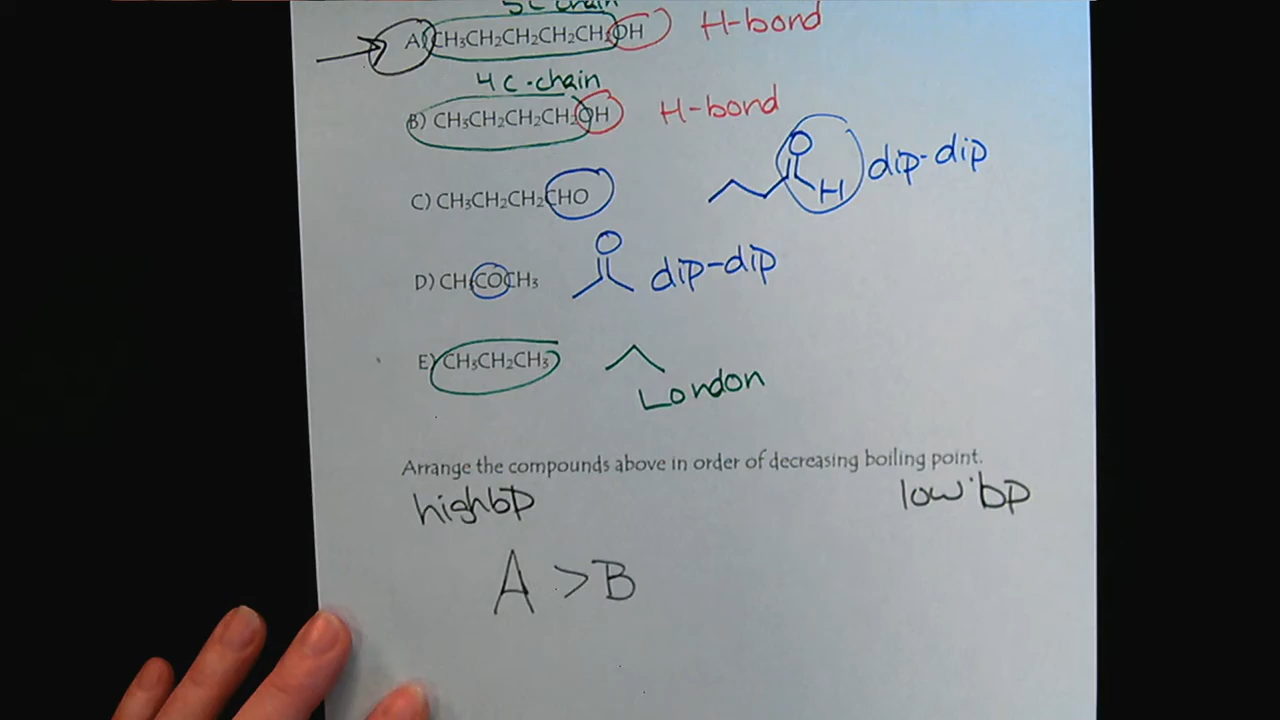 5C chain
A) CH₃CH₂CH₂CH₂CH₂OH H-bond
4C-chain
B) CH₃CH₂CH₂CH₂OH H-bond
C) CH₃CH₂CH₂CHO O H dip-dip
D) CH₃COCH₃ O dip-dip
E) CH₃CH₂CH₃
London
Arrange the compounds above in order of decreasing boiling point.
high bp low bp
A > B